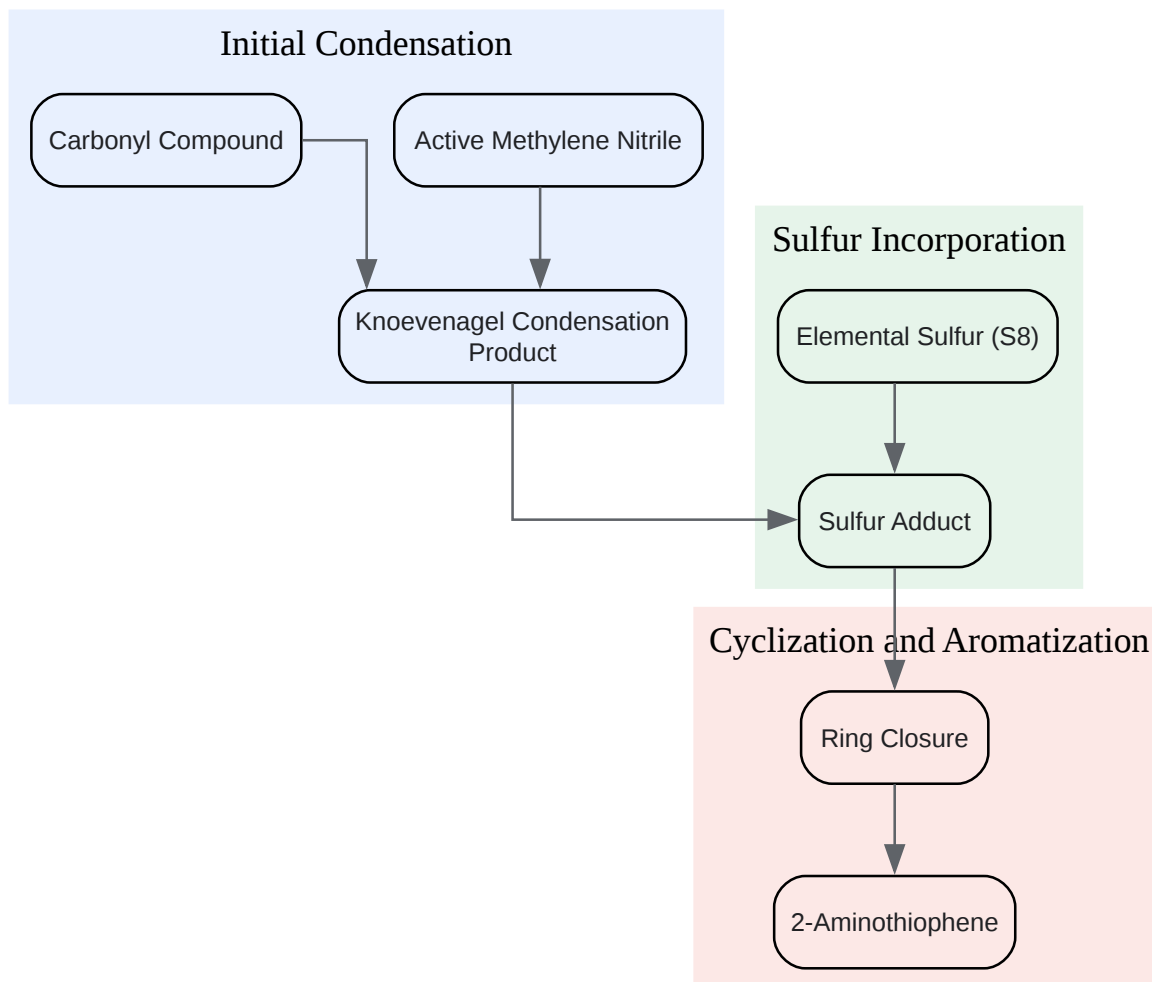 Initial Condensation
Carbonyl Compound
Active Methylene Nitrile
Knoevenagel Condensation
Product
Sulfur Incorporation
Elemental Sulfur (S8)
Sulfur Adduct
Cyclization and Aromatization
Ring Closure
2-Aminothiophene